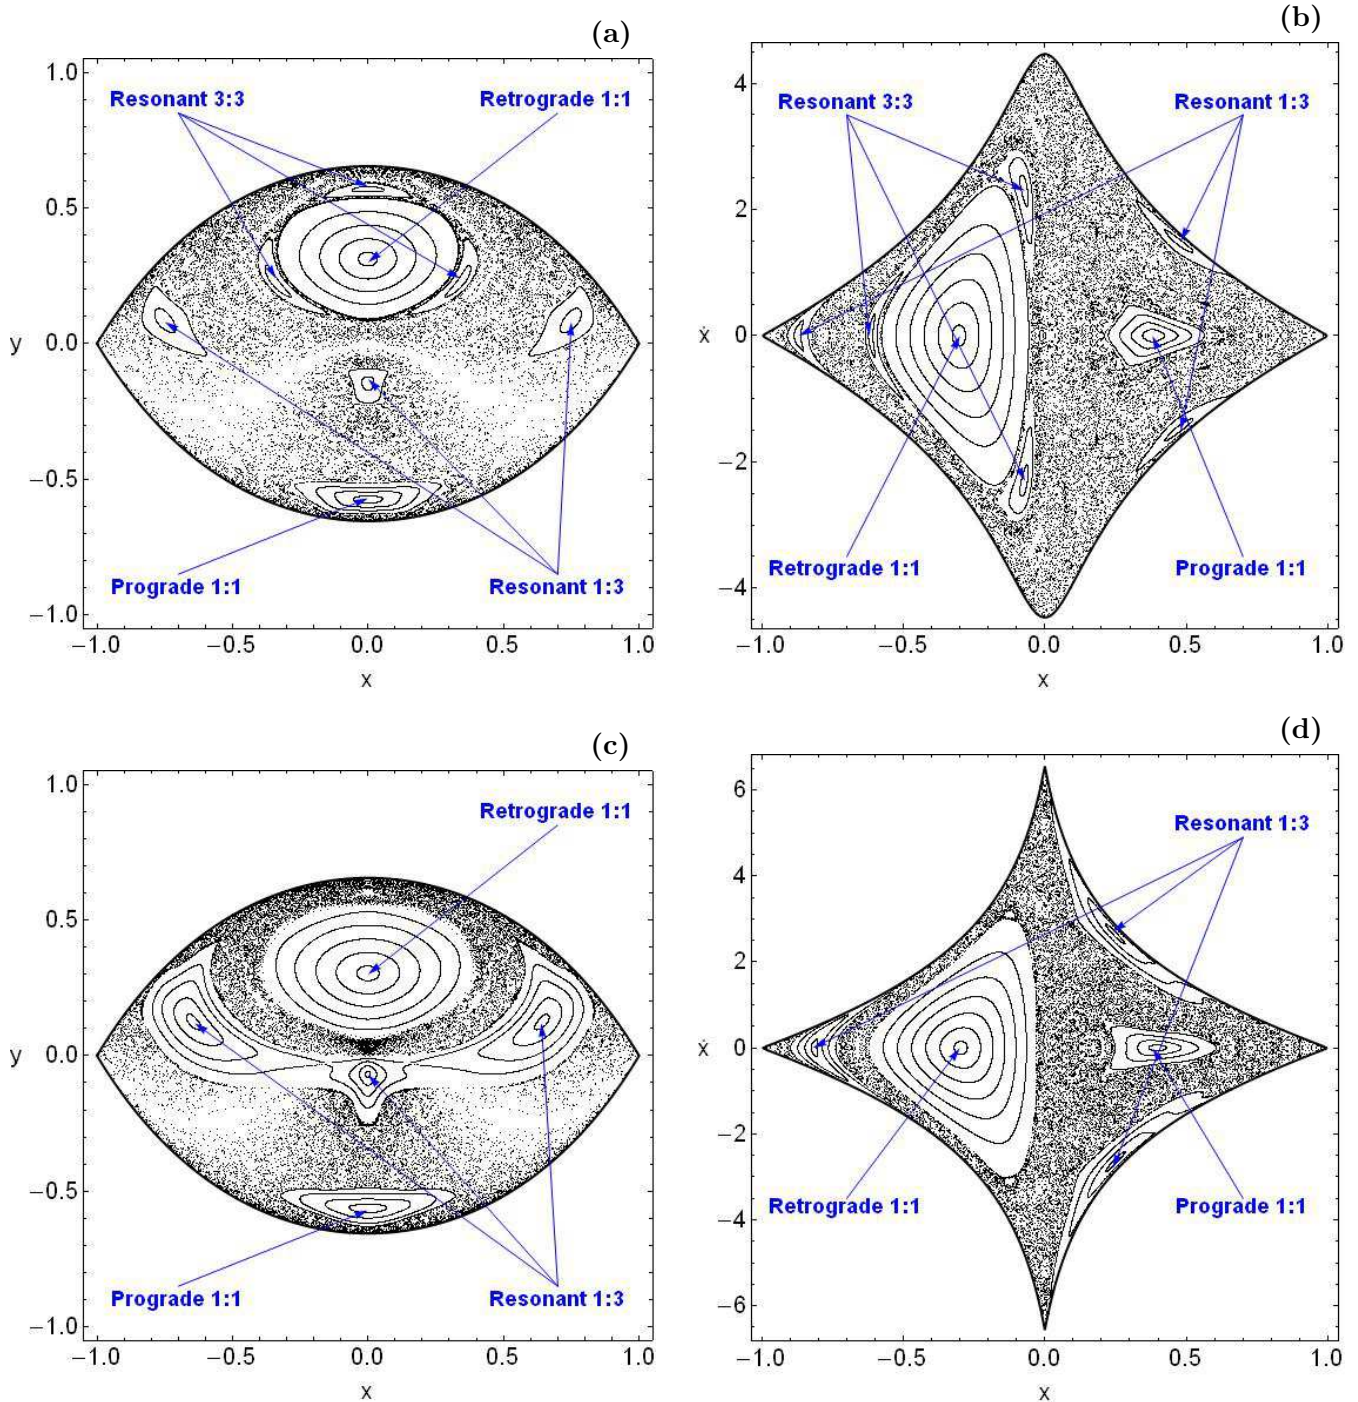 (a)
1.0
Resonant 3:3 Retrograde 1:1
0.5
y 0.0
−0.5
Prograde 1:1 Resonant 1:3
−1.0
−1.0 −0.5 0.0 0.5 1.0
x
(b)
4
Resonant 3:3 Resonant 1:3
2
ẋ 0
−2
Retrograde 1:1 Prograde 1:1
−4
−1.0 −0.5 0.0 0.5 1.0
x
(c)
1.0
Retrograde 1:1
0.5
y 0.0
−0.5
Prograde 1:1 Resonant 1:3
−1.0
−1.0 −0.5 0.0 0.5 1.0
x
(d)
6
Resonant 1:3
4
2
ẋ 0
−2
Retrograde 1:1 Prograde 1:1
−4
−6
−1.0 −0.5 0.0 0.5 1.0
x